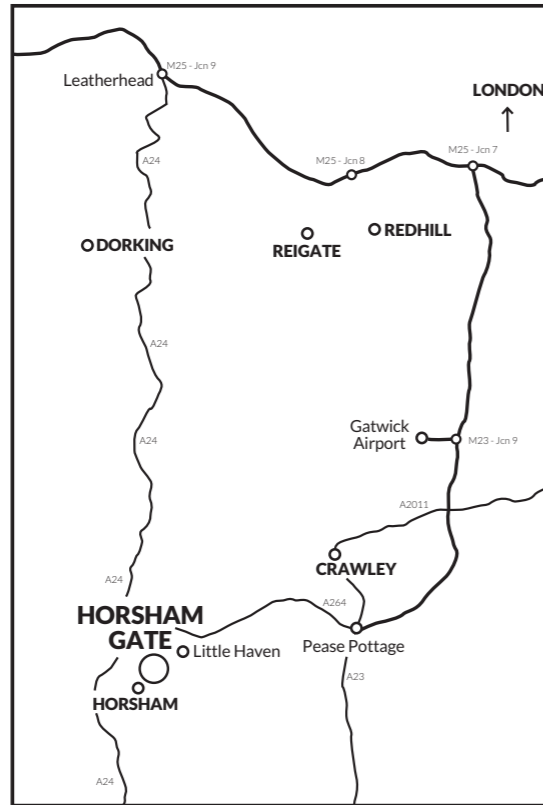 M25 - Jcn 9
Leatherhead
LONDON
M25 - Jcn 7
M25 - Jcn 8
A24
REDHILL
DORKING
REIGATE
A24
Gatwick
Airport
M23 - Jcn 9
A24
A2011
CRAWLEY
A24
A264
HORSHAM
GATE
Pease Pottage
Little Haven
A23
HORSHAM
A24